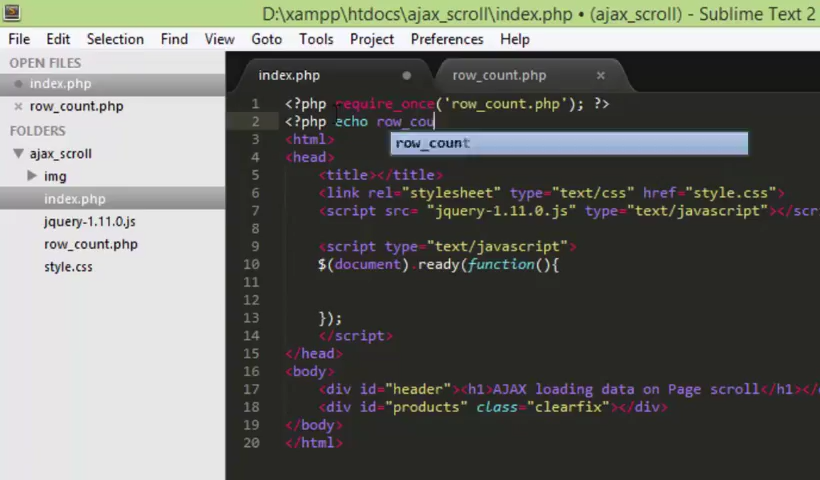 D:\xampp\htdocs\ajax_scroll\index.php • (ajax_scroll) - Sublime Text 2
File Edit Selection Find View Goto Tools Project Preferences Help
OPEN FILES
index.php
row_count.php
FOLDERS
ajax_scroll
img
index.php
jquery-1.11.0.js
row_count.php
style.css
index.php row_count.php ×
1 <?php require_once('row_count.php'); ?>
2 <?php echo row_cou
row_count
3 <html>
4 <head>
5 <title></title>
6 <link rel="stylesheet" type="text/css" href="style.css">
7 <script src= "jquery-1.11.0.js" type="text/javascript"></scr
8
9 <script type="text/javascript">
10 $(document).ready(function(){
11
12
13 });
14 </script>
15 </head>
16 <body>
17 <div id="header"><h1>AJAX loading data on Page scroll</h1></
18 <div id="products" class="clearfix"></div>
19 </body>
20 </html>